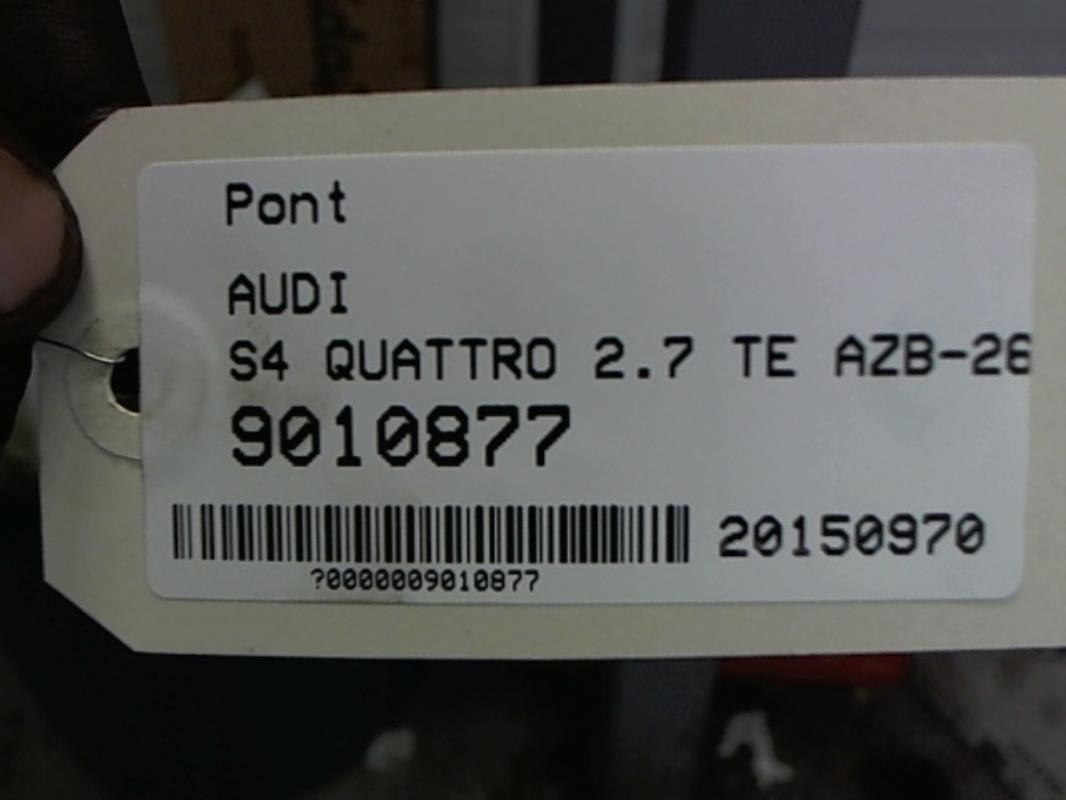 Pont
AUDI
S4 QUATTRO 2.7 TE AZB-26
9010877
20150970
?0000009010877